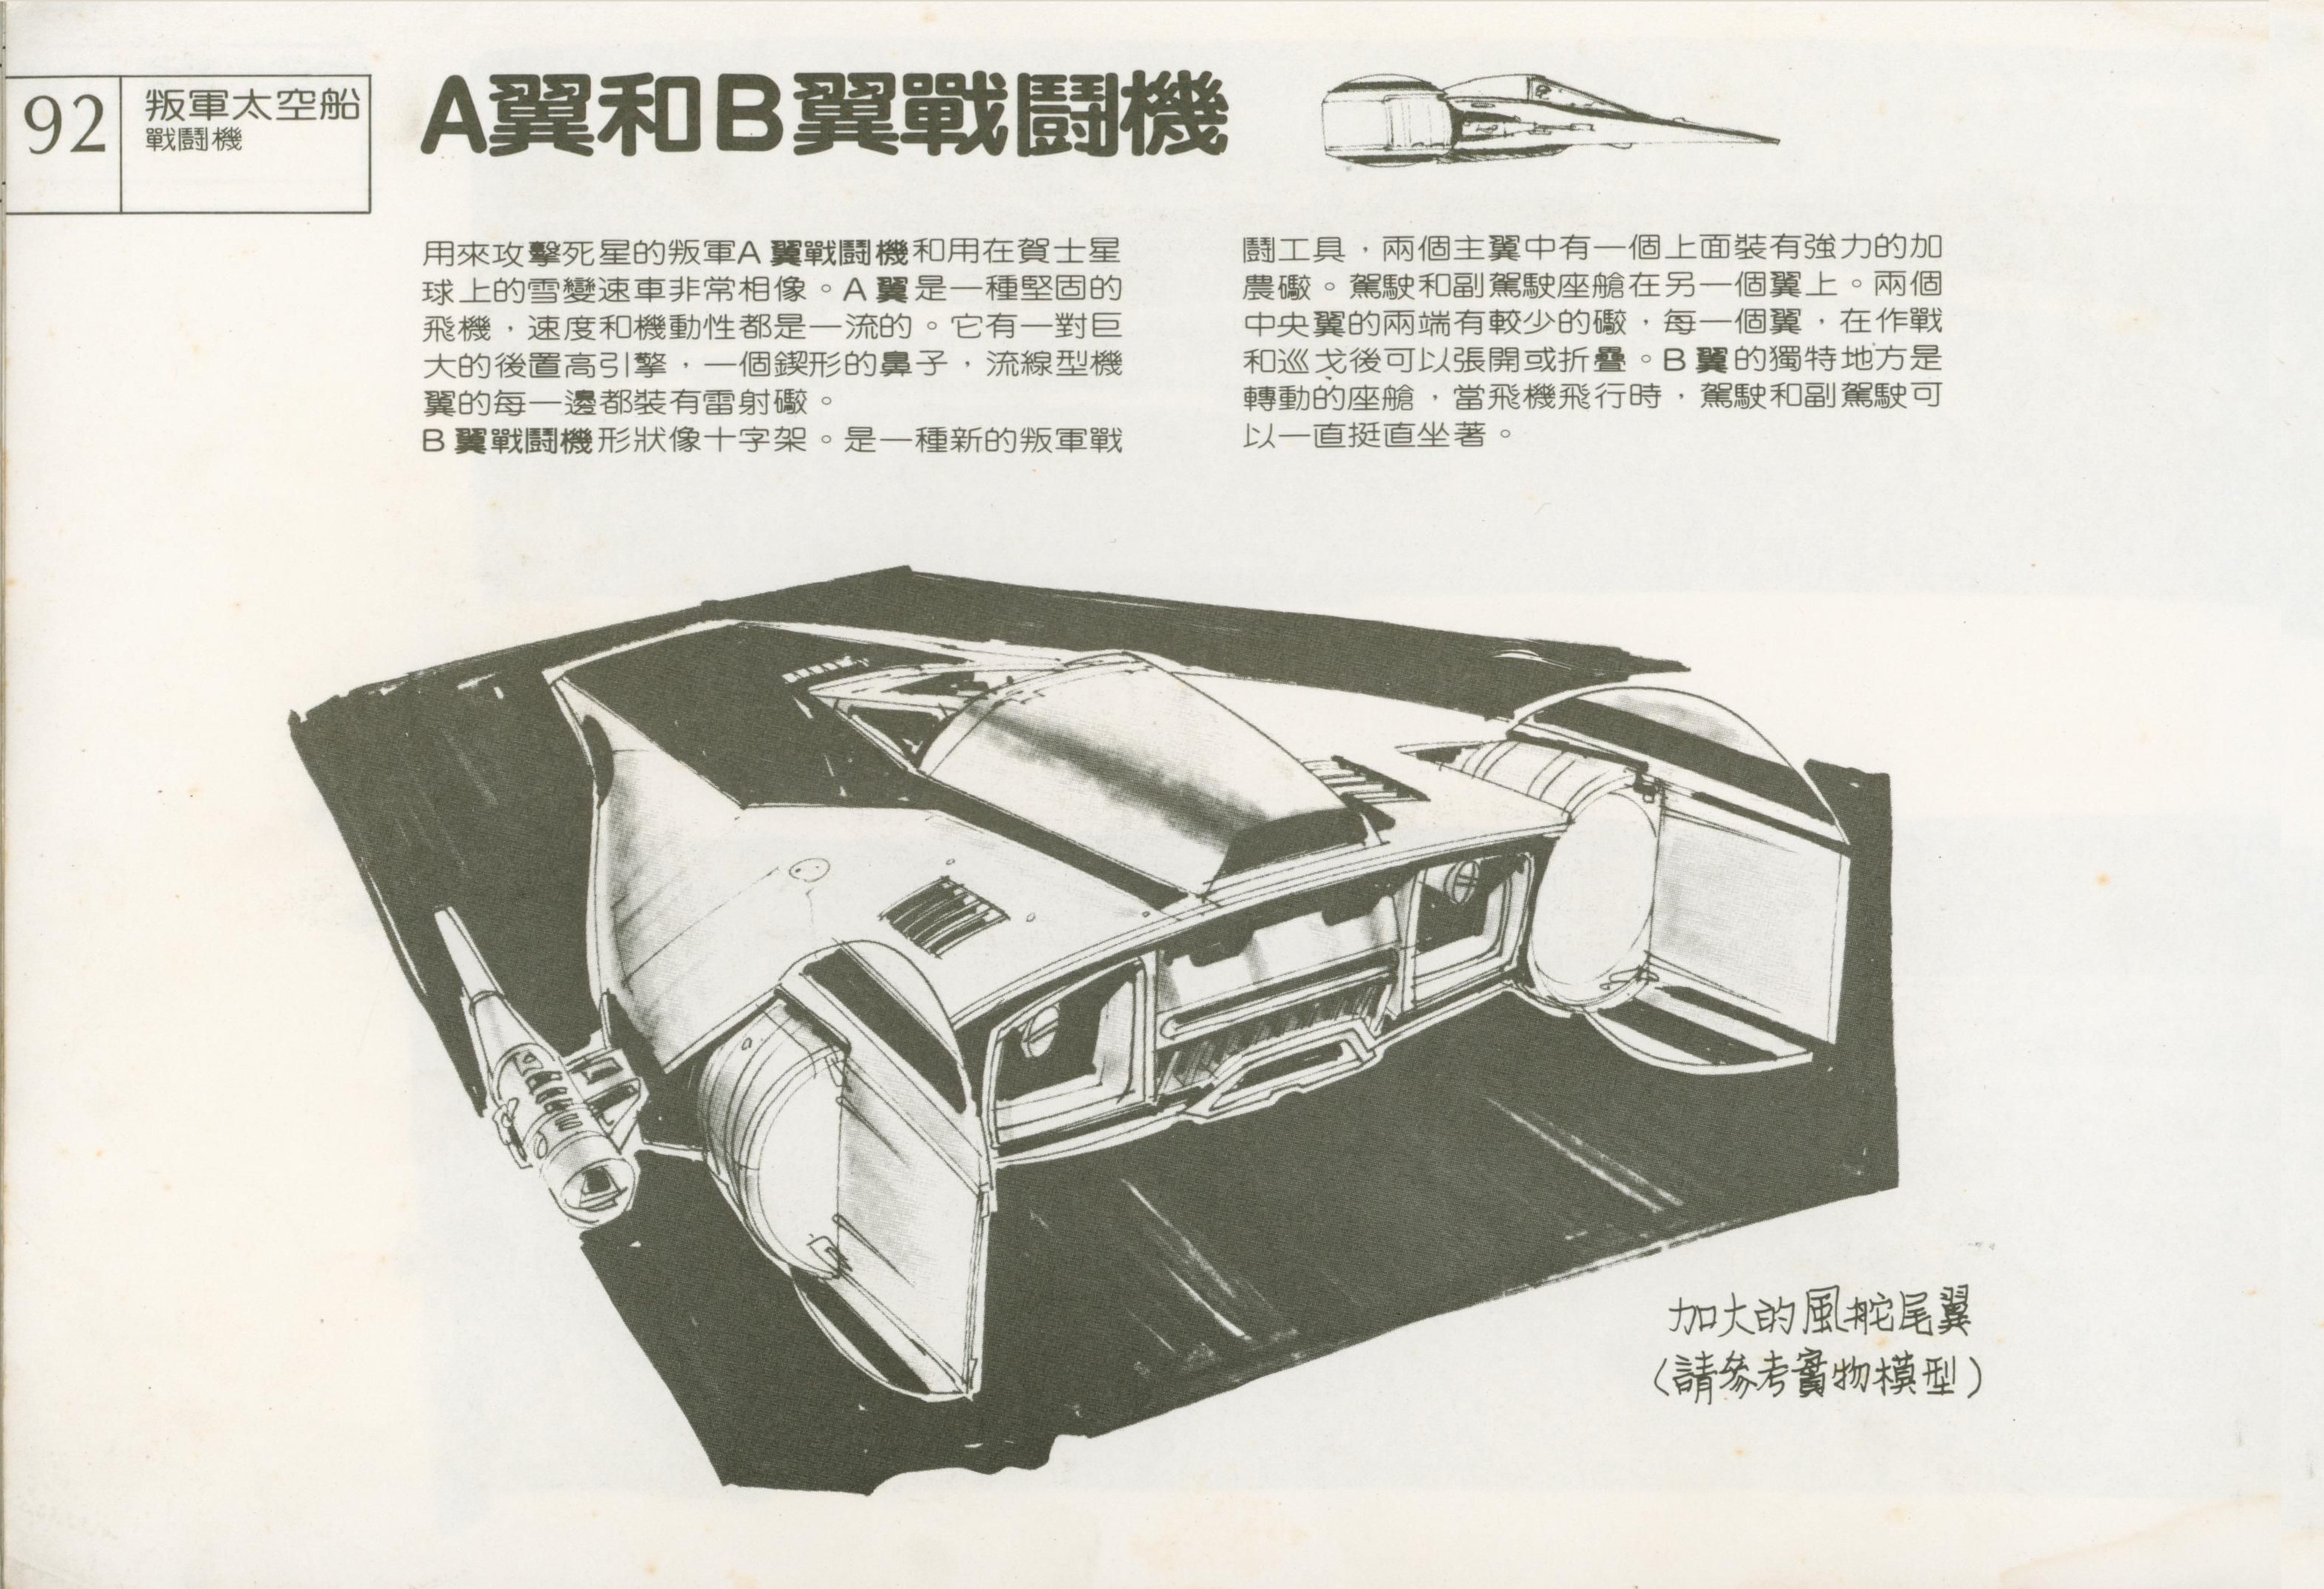 92
叛軍太空船
戰鬪機
A翼和B翼戰鬪機
用來攻擊死星的叛軍A翼戰鬪機和用在賀士星
球上的雪變速車非常相像。A翼是一種堅固的
飛機，速度和機動性都是一流的。它有一對巨
大的後置高引擎，一個鍥形的鼻子，流線型機
翼的每一邊都裝有雷射礮。
B翼戰鬪機形狀像十字架。是一種新的叛軍戰
鬪工具，兩個主翼中有一個上面裝有強力的加
農礮。駕駛和副駕駛座艙在另一個翼上。兩個
中央翼的兩端有較少的礮，每一個翼，在作戰
和巡戈後可以張開或折疊。B翼的獨特地方是
轉動的座艙，當飛機飛行時，駕駛和副駕駛可
以一直挺直坐著。
加大的風舵尾翼
（請參考實物模型）